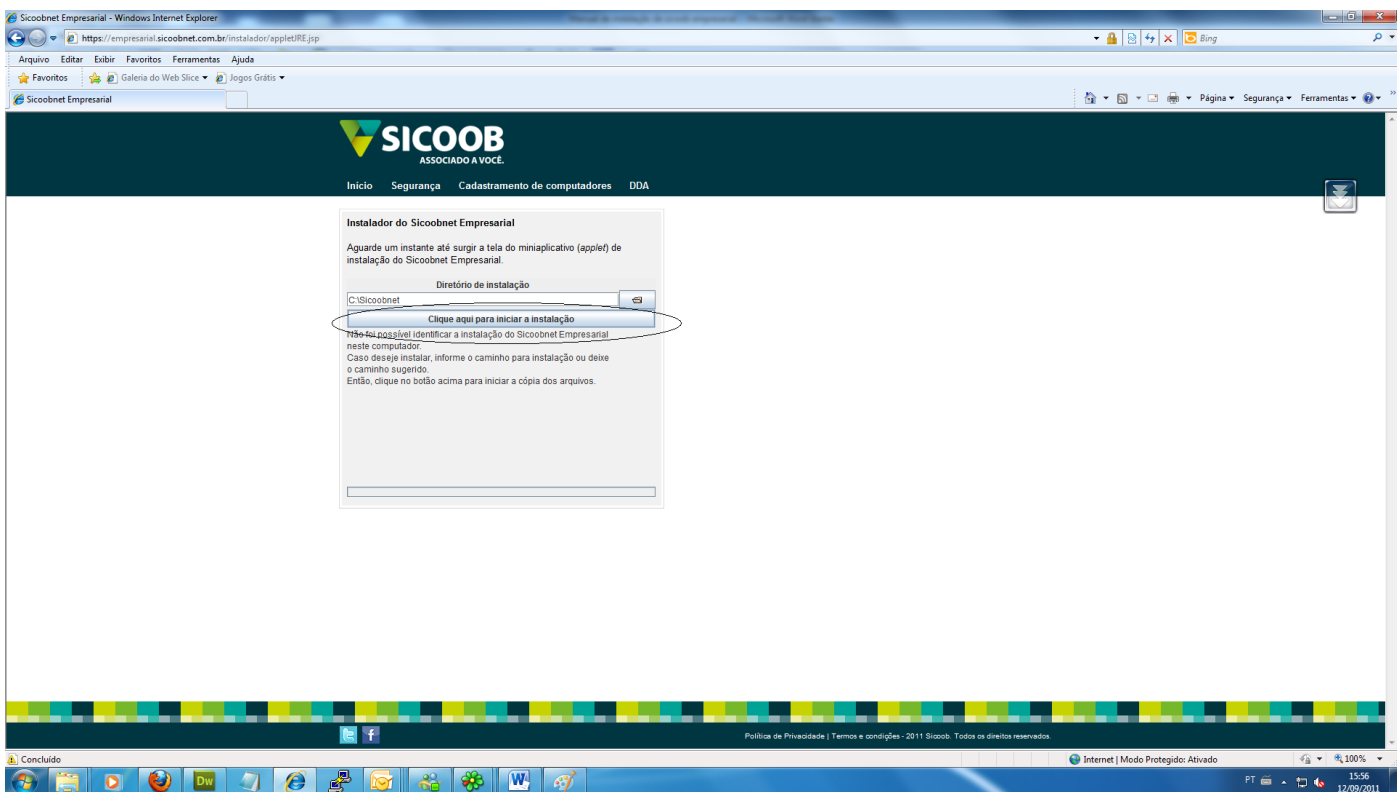 Sicoobnet Empresarial - Windows Internet Explorer
https://empresarial.sicoobnet.com.br/instalador/appletJRE.jsp
Bing
Arquivo Editar Exibir Favoritos Ferramentas Ajuda
Favoritos Galeria do Web Slice Jogos Grátis
Sicoobnet Empresarial
Página Segurança Ferramentas
SICOOB
ASSOCIADO A VOCÊ.
Inicio Segurança Cadastramento de computadores DDA
Instalador do Sicoobnet Empresarial
Aguarde um instante até surgir a tela do miniaplicativo (applet) de
instalação do Sicoobnet Empresarial.
Diretório de instalação
C:\Sicoobnet
Clique aqui para iniciar a instalação
Não foi possível identificar a instalação do Sicoobnet Empresarial
neste computador.
Caso deseje instalar, informe o caminho para instalação ou deixe
o caminho sugerido.
Então, clique no botão acima para iniciar a cópia dos arquivos.
Política de Privacidade | Termos e condições - 2011 Sicoob. Todos os direitos reservados.
Concluído
Internet | Modo Protegido: Ativado
100%
Dw
W
PT
15:56
12/09/2011